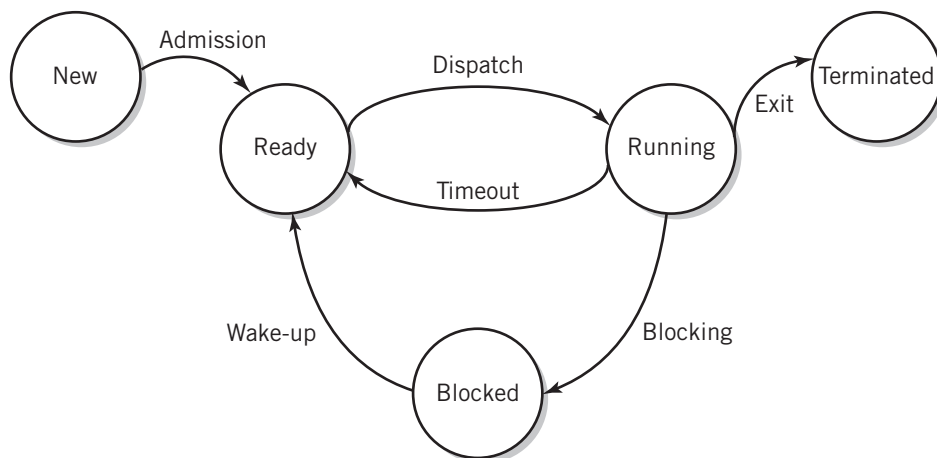 Admission
New
Dispatch
Terminated
Exit
Ready
Running
Timeout
Wake-up
Blocking
Blocked